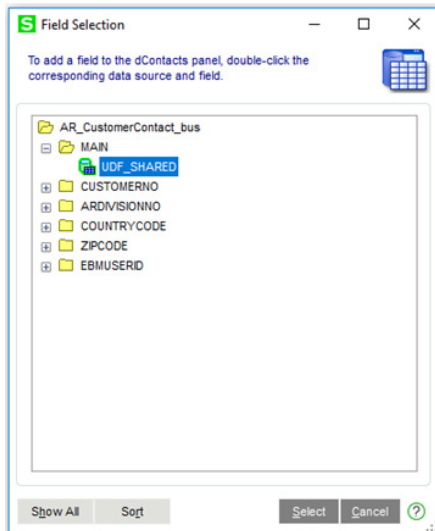 S Field Selection
To add a field to the dContacts panel, double-click the
corresponding data source and field.
AR_CustomerContact_bus
MAIN
UDF_SHARED
CUSTOMERNO
ARDIVISIONNO
COUNTRYCODE
ZIPCODE
EBMUSERID
Show All Sort Select Cancel ?